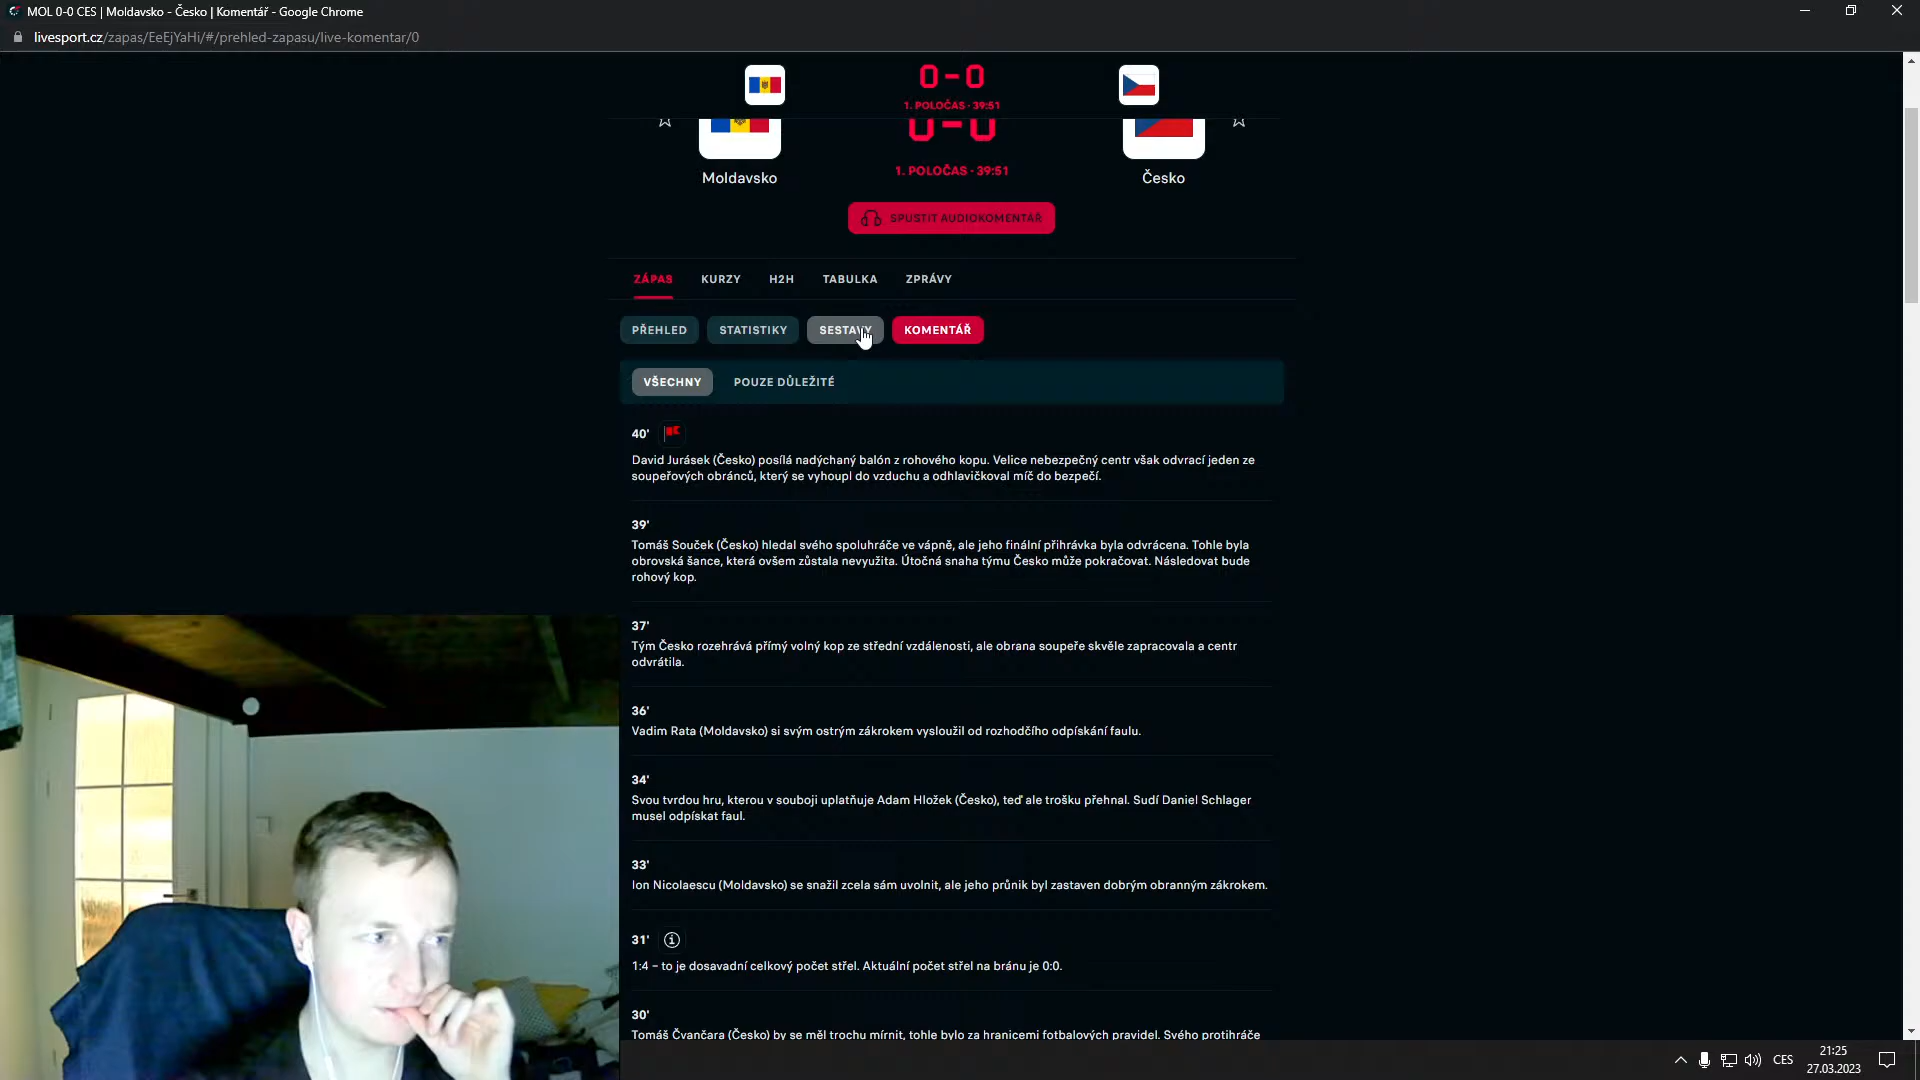 MOL 0-0 CES | Moldavsko - Česko | Komentář - Google Chrome
livesport.cz/zapas/EeEjYaHi/#/prehled-zapasu/live-komentar/0
0-0
1. POLOČAS - 39:51
0-0
1. POLOČAS - 39:51
Moldavsko
Česko
SPUSTIT AUDIOKOMENTÁŘ
ZÁPAS KURZY H2H TABULKA ZPRÁVY
PŘEHLED STATISTIKY SESTAVY KOMENTÁŘ
VŠECHNY POUZE DŮLEŽITÉ
40'
David Jurásek (Česko) posílá nadýchaný balón z rohového kopu. Velice nebezpečný centr však odvrací jeden ze
soupeřových obránců, který se vyhoupl do vzduchu a odhlavičkoval míč do bezpečí.
39'
Tomáš Souček (Česko) hledal svého spoluhráče ve vápně, ale jeho finální přihrávka byla odvrácena. Tohle byla
obrovská šance, která ovšem zůstala nevyužita. Útočná snaha týmu Česko může pokračovat. Následovat bude
rohový kop.
37'
Tým Česko rozehrává přímý volný kop ze střední vzdálenosti, ale obrana soupeře skvěle zapracovala a centr
odvrátila.
36'
Vadim Rata (Moldavsko) si svým ostrým zákrokem vysloužil od rozhodčího odpískání faulu.
34'
Svou tvrdou hru, kterou v souboji uplatňuje Adam Hložek (Česko), teď ale trošku přehnal. Sudí Daniel Schlager
musel odpískat faul.
33'
Ion Nicolaescu (Moldavsko) se snažil zcela sám uvolnit, ale jeho průnik byl zastaven dobrým obranným zákrokem.
31'
1:4 – to je dosavadní celkový počet střel. Aktuální počet střel na bránu je 0:0.
30'
Tomáš Čvančara (Česko) by se měl trochu mírnit, tohle bylo za hranicemi fotbalových pravidel. Svého protihráče
CES
21:25
27.03.2023